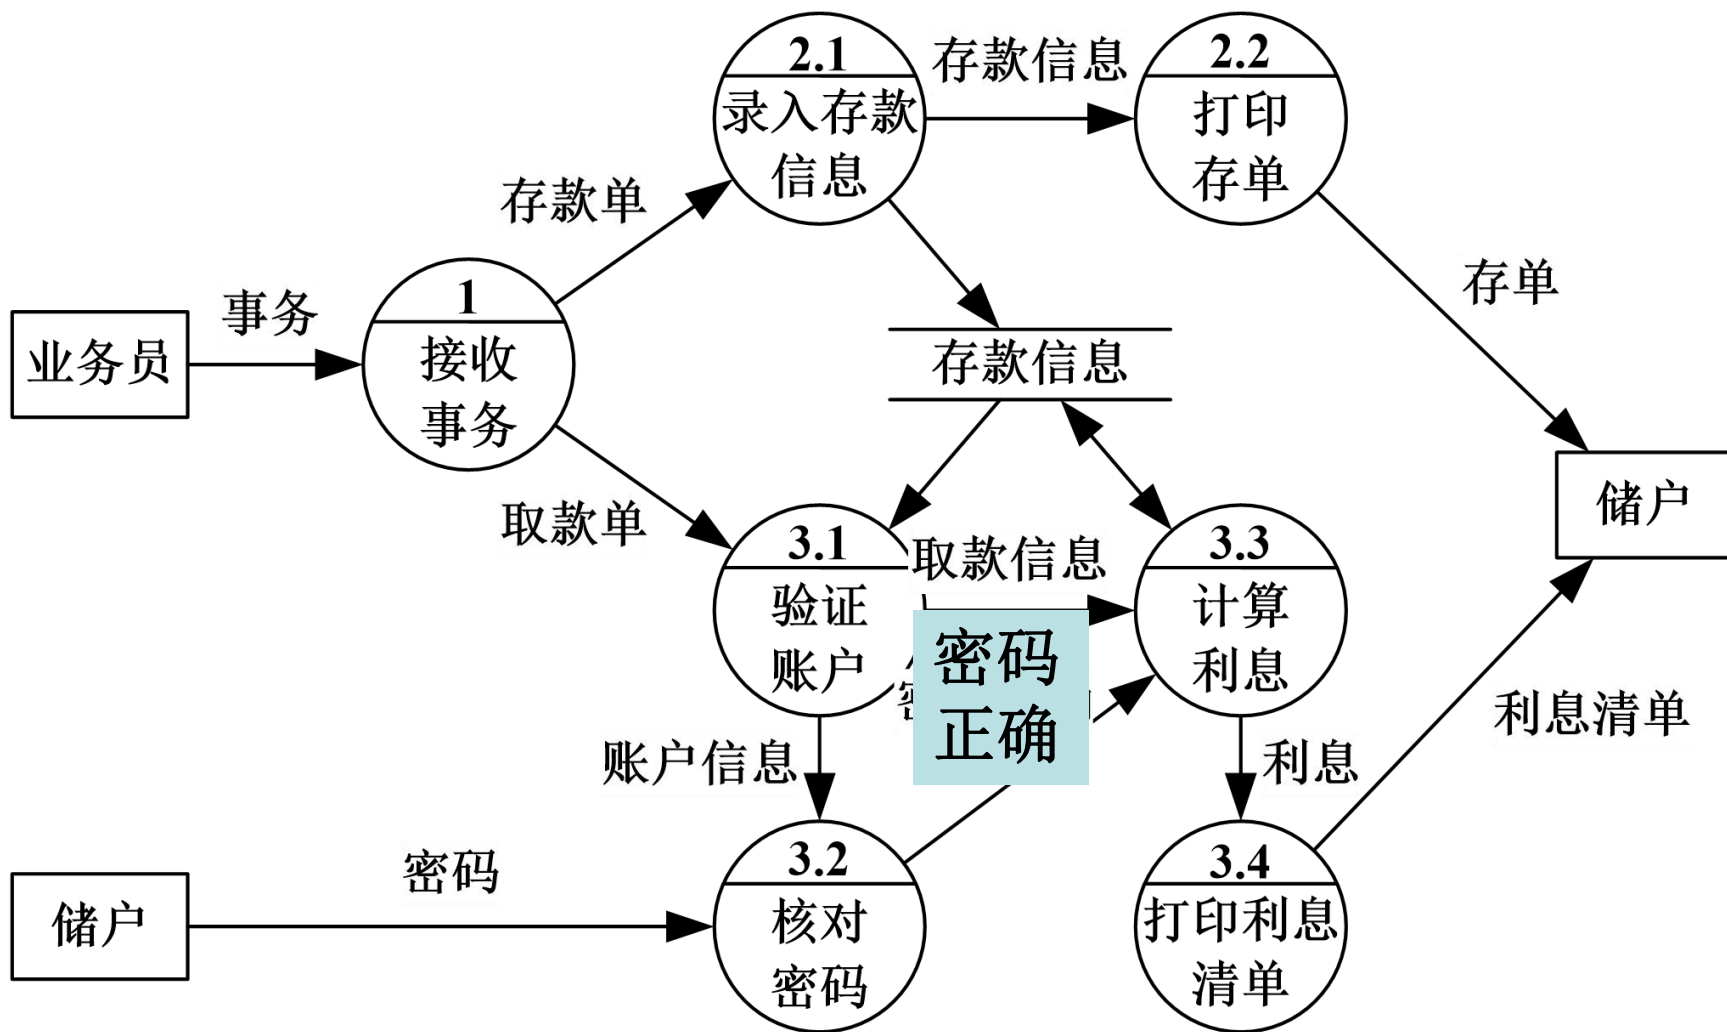 2.1
录入存款
信息
存款信息
2.2
打印
存单
存款单
事务
业务员
1
接收
事务
存款信息
存单
取款单
储户
3.1
验证
账户
取款信息
3.3
计算
利息
密码
正确
账户信息
利息
利息清单
密码
储户
3.2
核对
密码
3.4
打印利息
清单